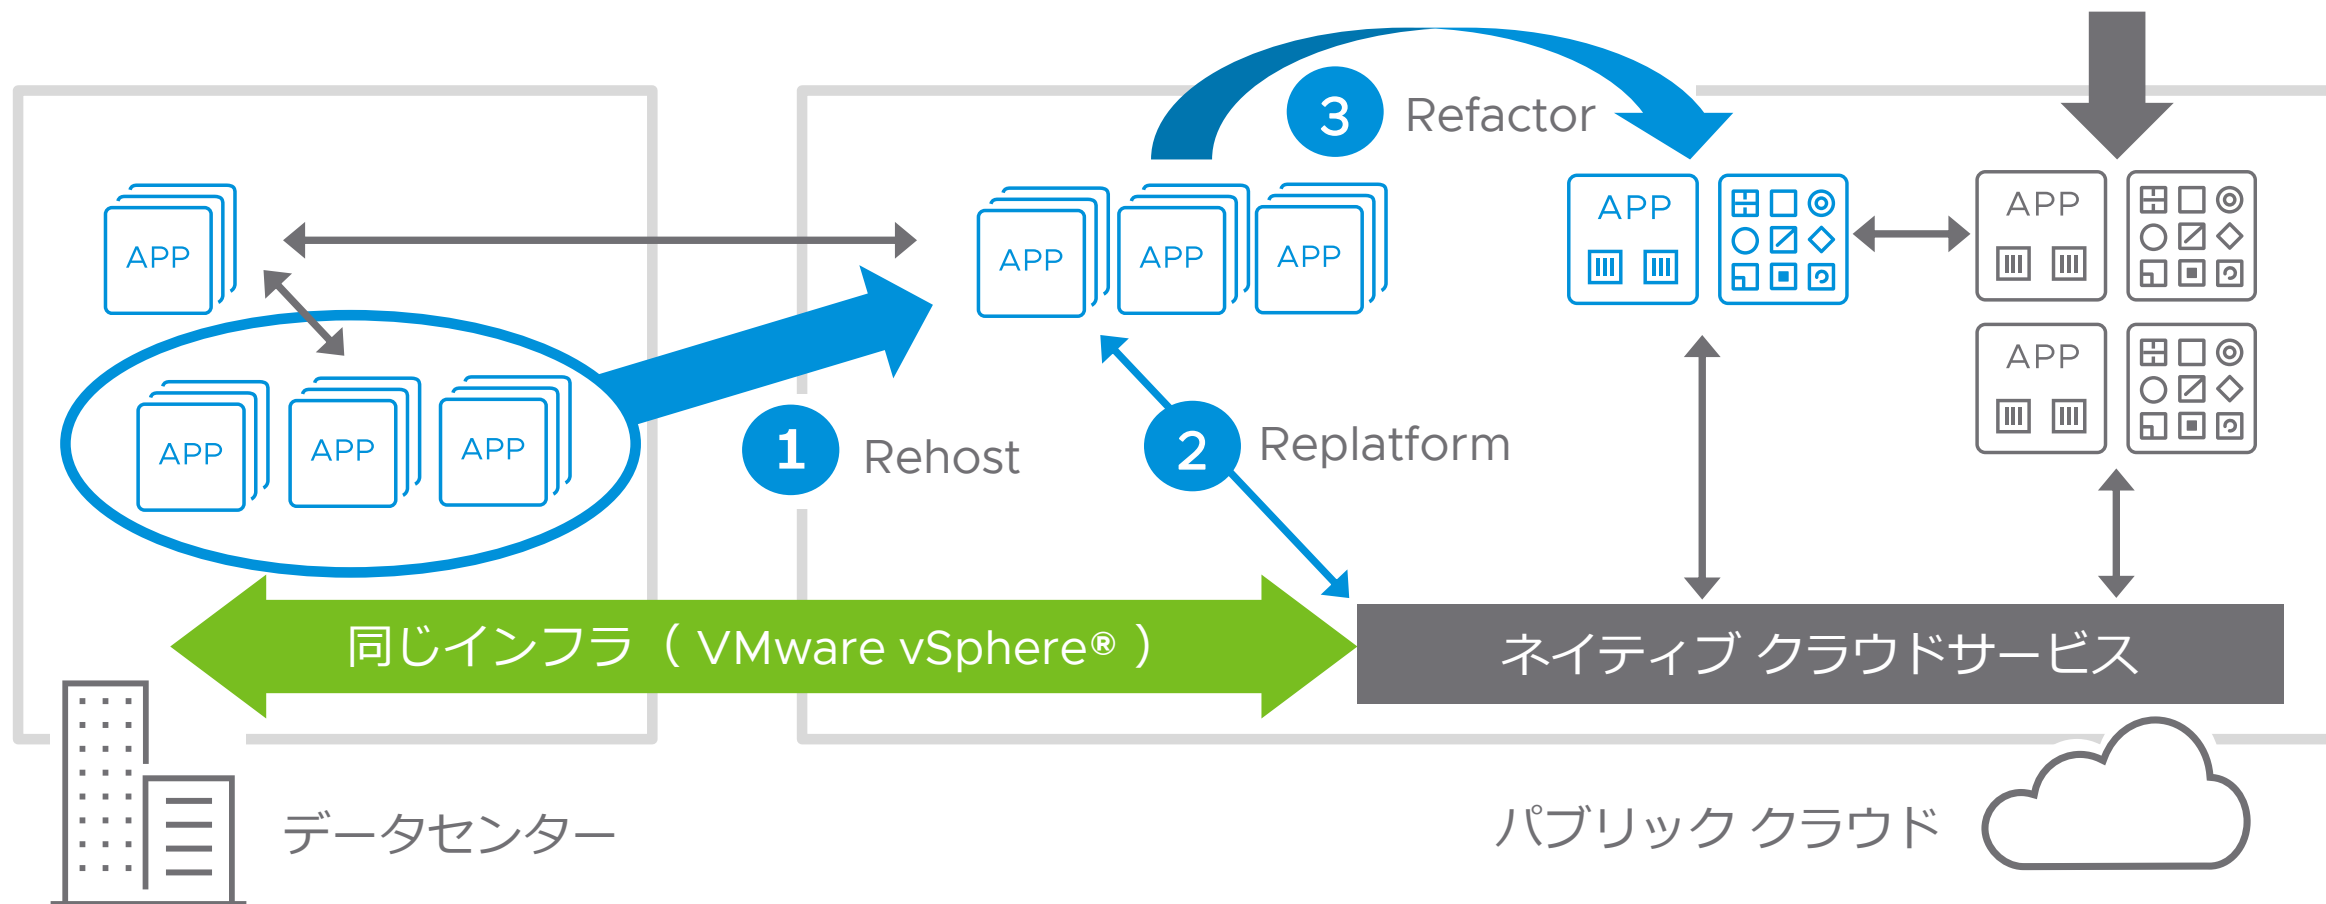 3 Refactor
APP
APP APP APP
APP
APP
APP
APP APP APP
1 Rehost
2 Replatform
同じインフラ（ VMware vSphere® ）
ネイティブ クラウドサービス
データセンター
パブリック クラウド